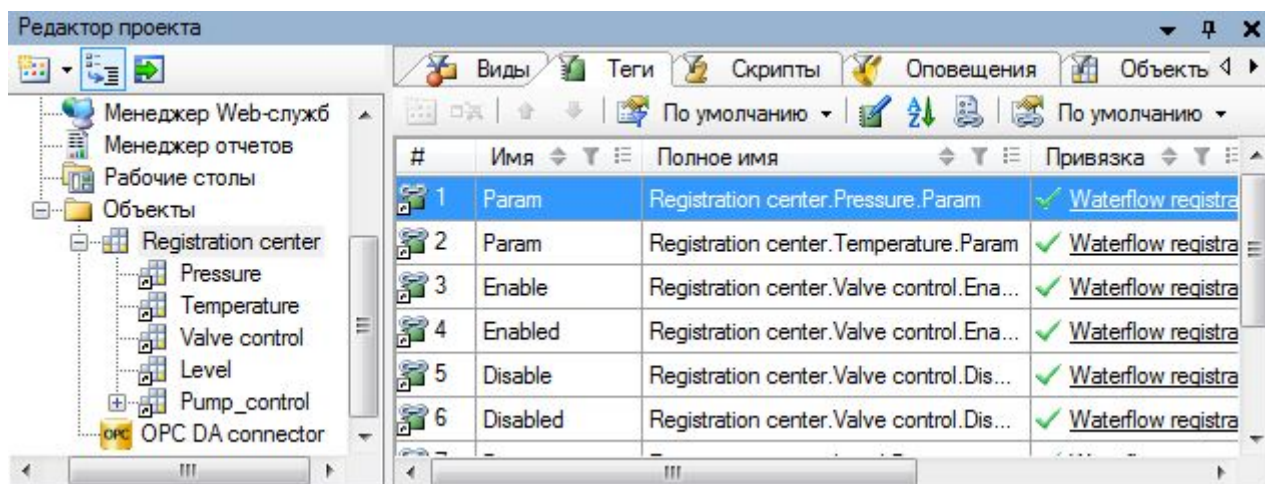 Редактор проекта
Виды Теги Скрипты Оповещения Объекты
По умолчанию По умолчанию
Менеджер Web-служб
Менеджер отчетов
Рабочие столы
Объекты
Registration center
Pressure
Temperature
Valve control
Level
Pump_control
OPC OPC DA connector
# Имя Полное имя Привязка
1 Param Registration center.Pressure.Param Waterflow registra
2 Param Registration center.Temperature.Param Waterflow registra
3 Enable Registration center.Valve control.Ena... Waterflow registra
4 Enabled Registration center.Valve control.Ena... Waterflow registra
5 Disable Registration center.Valve control.Dis... Waterflow registra
6 Disabled Registration center.Valve control.Dis... Waterflow registra